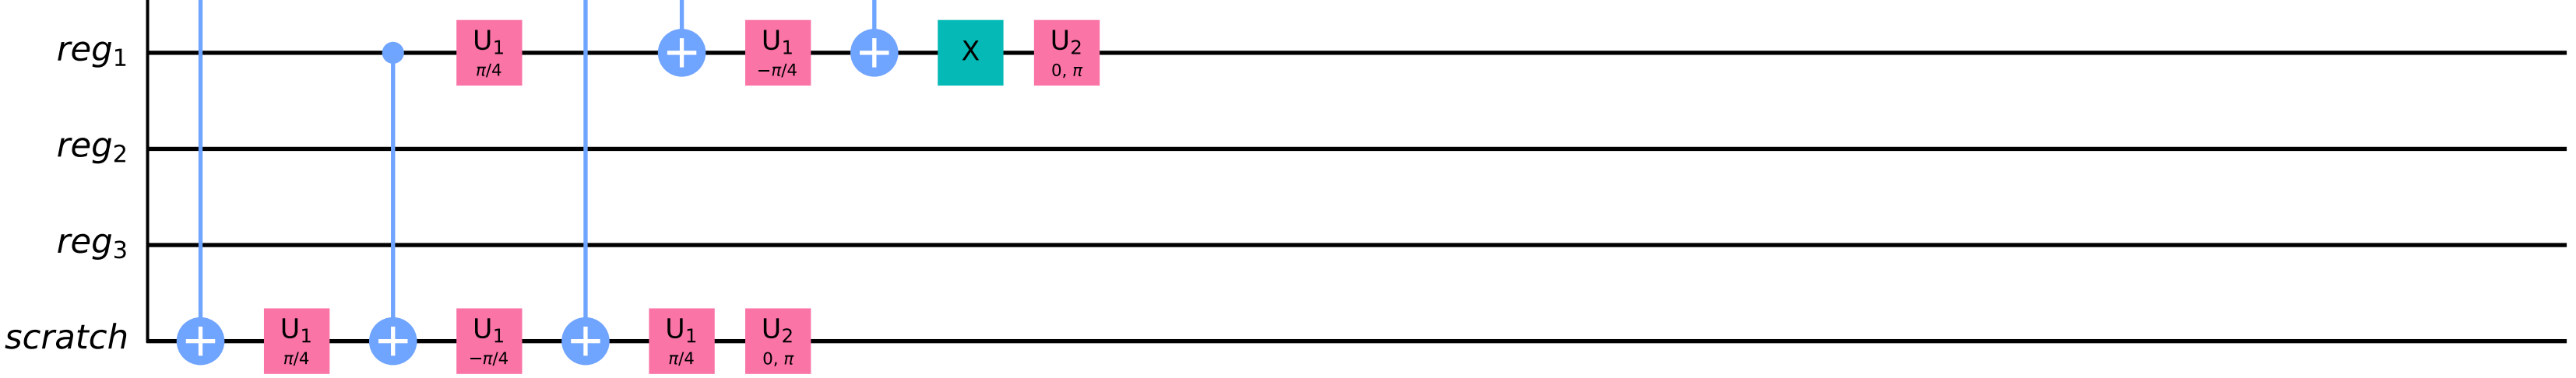 reg₁ U₁ π/4 U₁ −π/4 X U₂ 0, π
reg₂
reg₃
scratch U₁ π/4 U₁ −π/4 U₁ π/4 U₂ 0, π